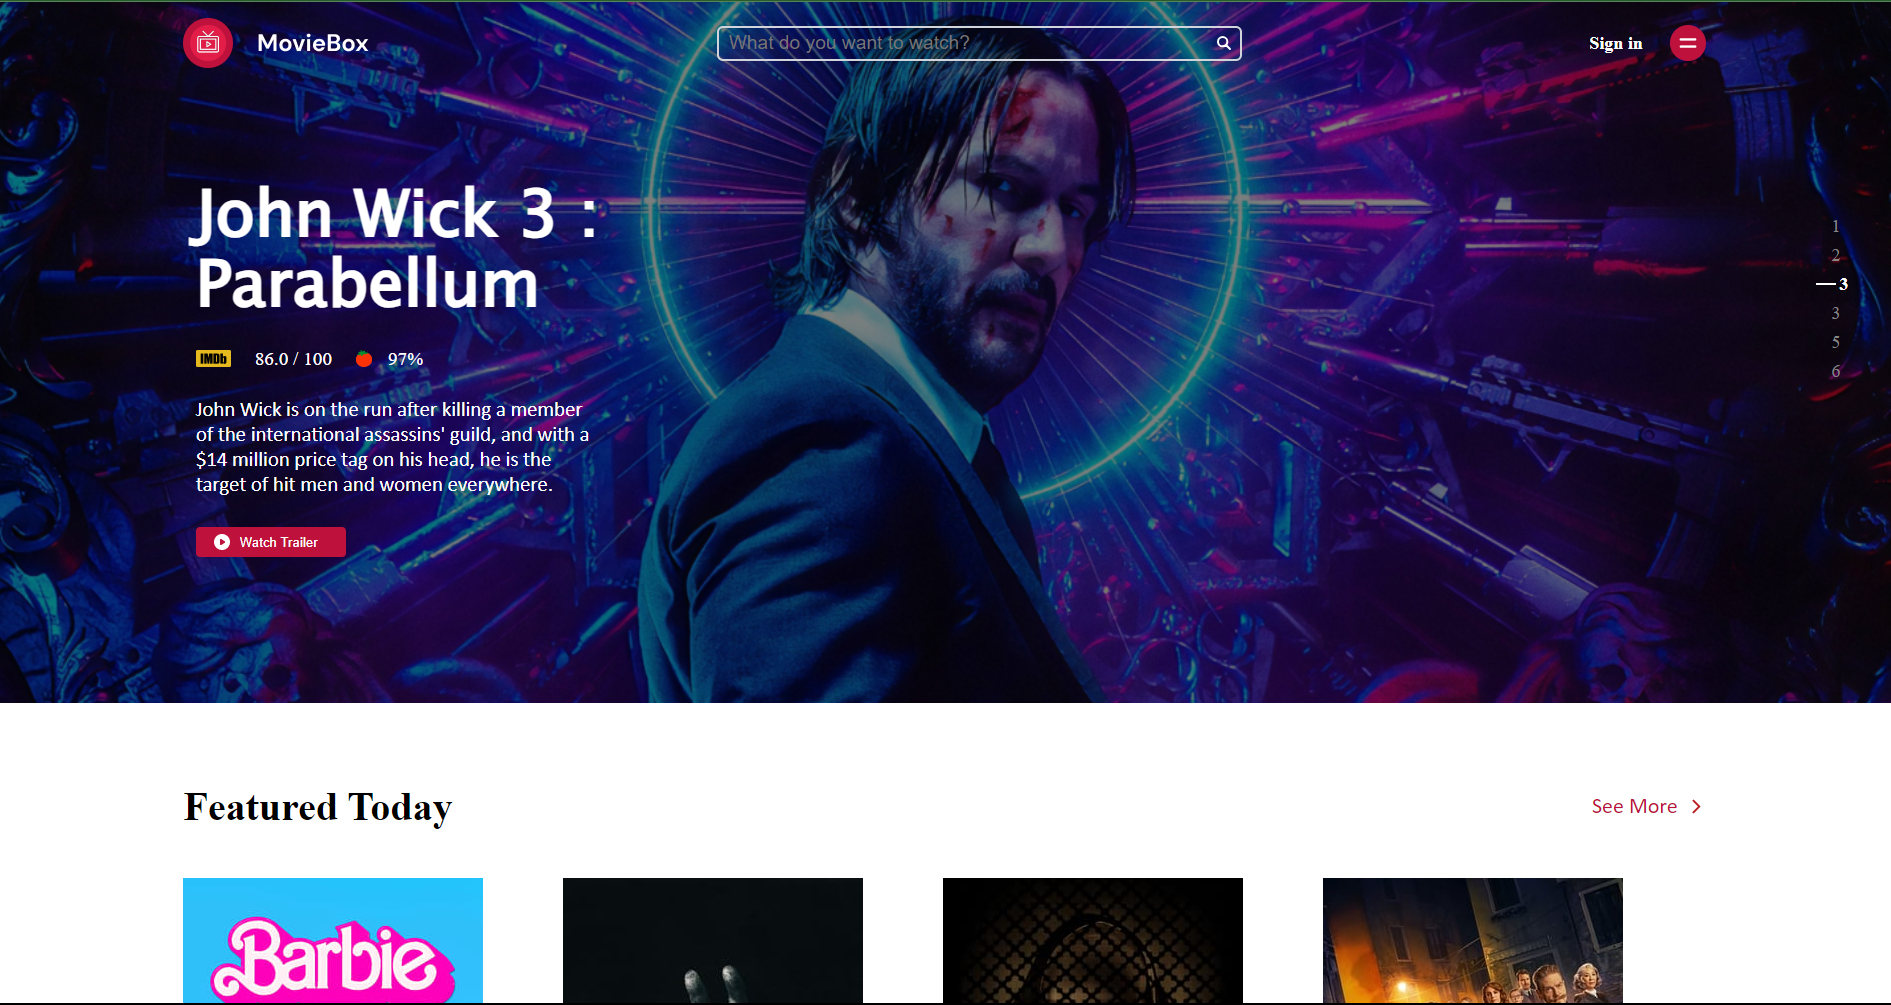 MovieBox
What do you want to watch?
Sign in
John Wick 3 :
Parabellum
IMDb 86.0 / 100 97%
John Wick is on the run after killing a member
of the international assassins' guild, and with a
$14 million price tag on his head, he is the
target of hit men and women everywhere.
Watch Trailer
1
2
3
3
5
6
Featured Today
See More
Barbie